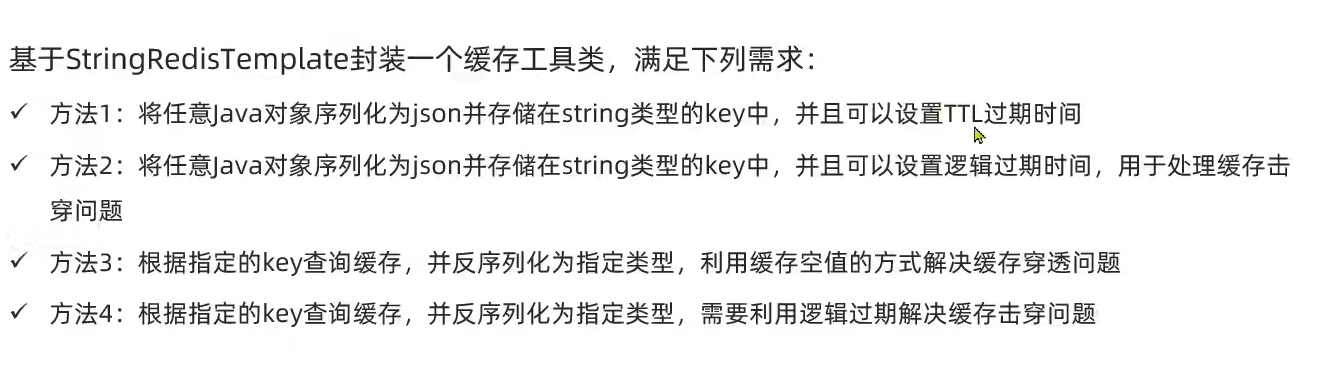 基于StringRedisTemplate封装一个缓存工具类，满足下列需求：
✓ 方法1：将任意Java对象序列化为json并存储在string类型的key中，并且可以设置TTL过期时间
✓ 方法2：将任意Java对象序列化为json并存储在string类型的key中，并且可以设置逻辑过期时间，用于处理缓存击
穿问题
✓ 方法3：根据指定的key查询缓存，并反序列化为指定类型，利用缓存空值的方式解决缓存穿透问题
✓ 方法4：根据指定的key查询缓存，并反序列化为指定类型，需要利用逻辑过期解决缓存击穿问题